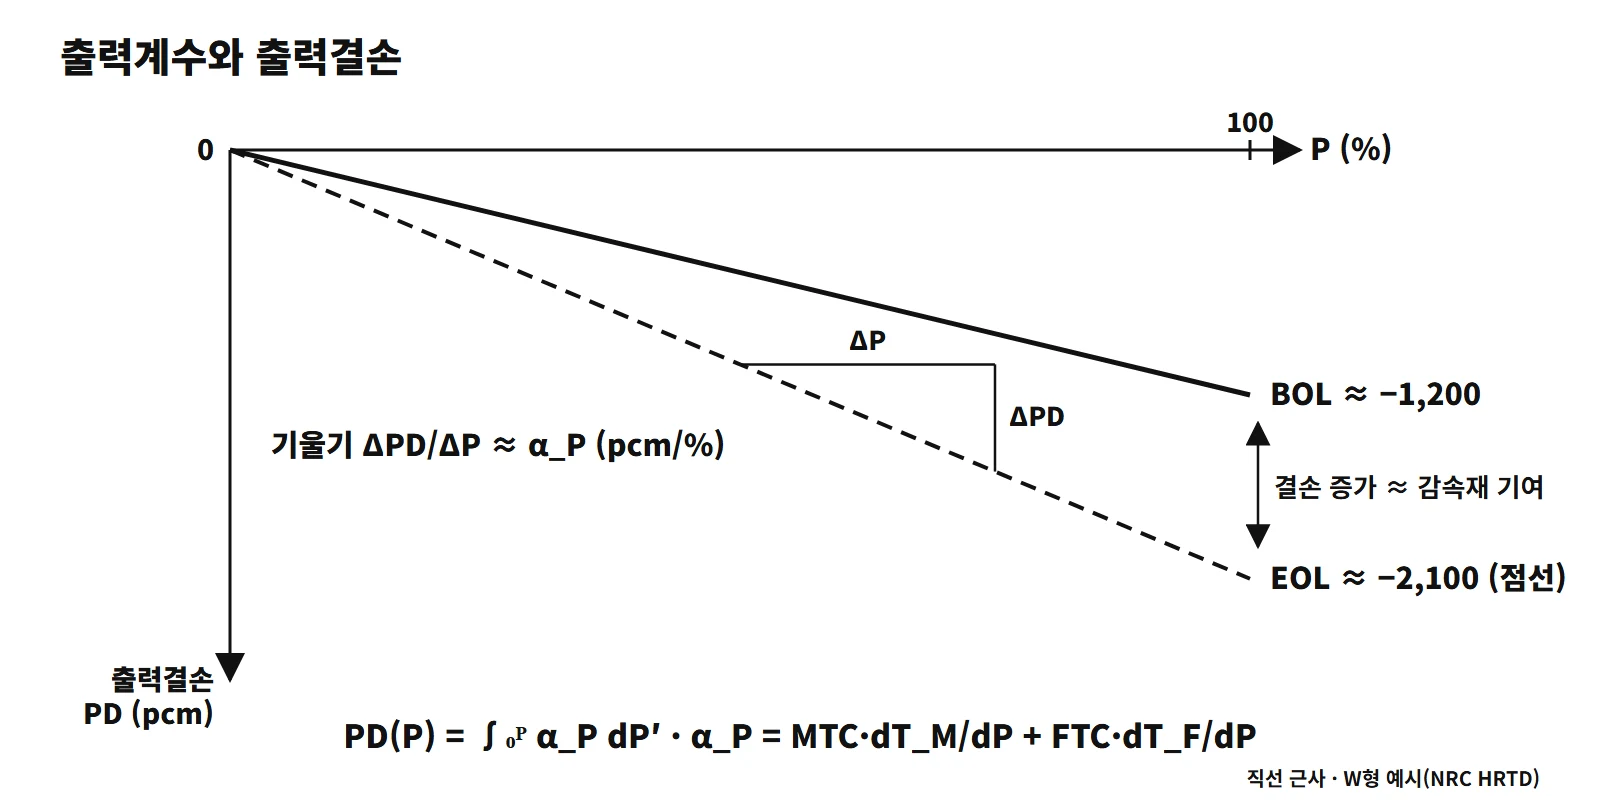 출력계수와 출력결손
100
0
P (%)
ΔP
BOL ≈ −1,200
ΔPD
기울기 ΔPD/ΔP ≈ α_P (pcm/%)
결손 증가 ≈ 감속재 기여
EOL ≈ −2,100 (점선)
출력결손
PD (pcm)
PD(P) = ∫ ₀ᴾ α_P dP′ · α_P = MTC·dT_M/dP + FTC·dT_F/dP
직선 근사 · W형 예시(NRC HRTD)